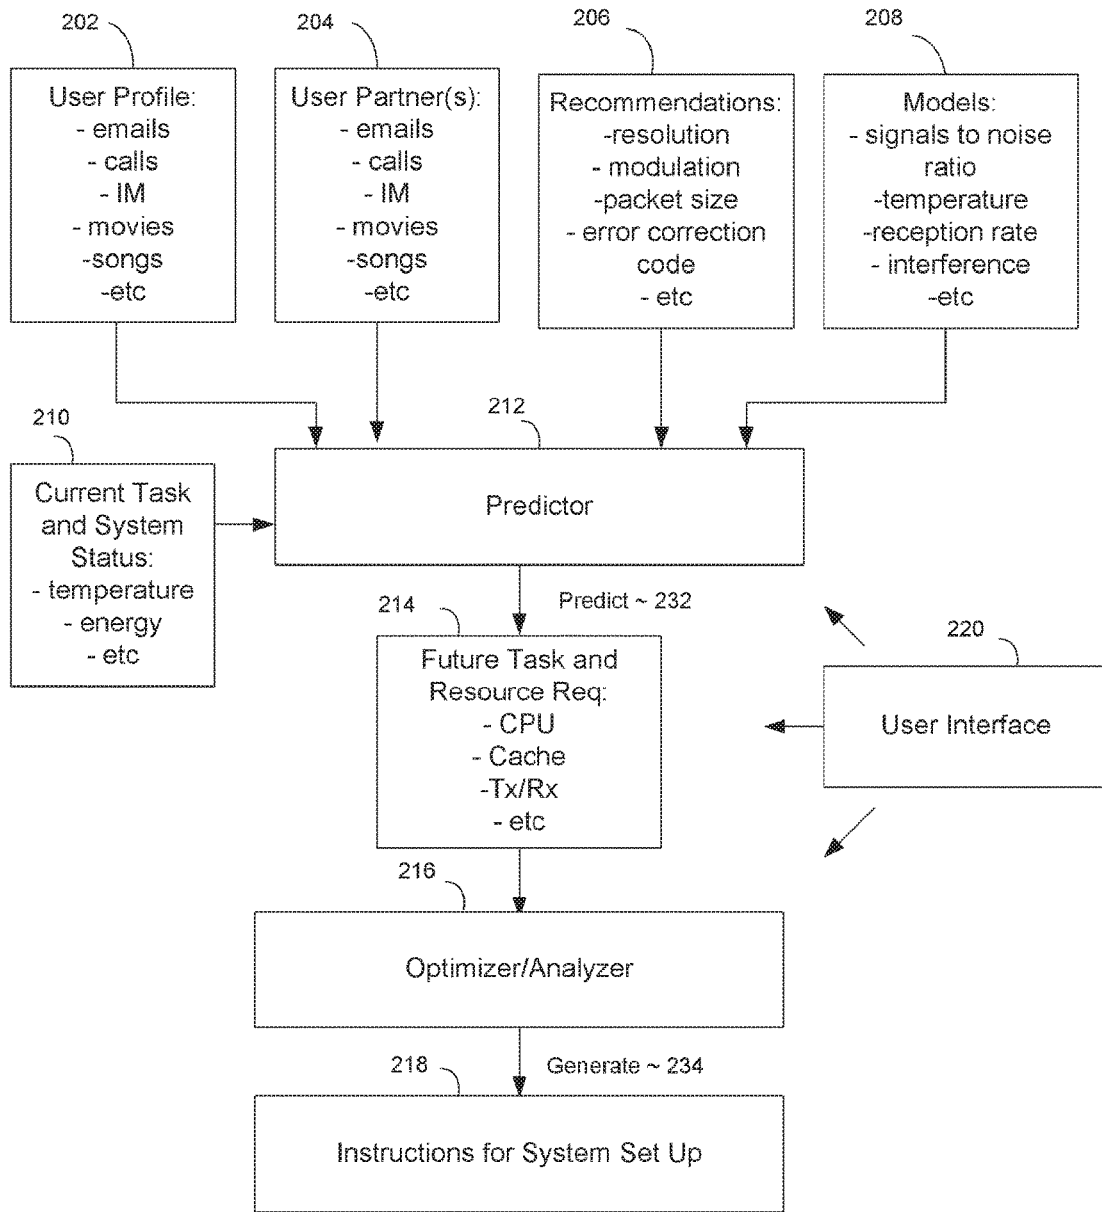 202
204
206
208
User Profile:
- emails
- calls
- IM
- movies
-songs
-etc
User Partner(s):
- emails
- calls
- IM
- movies
-songs
-etc
Recommendations:
-resolution
- modulation
-packet size
- error correction
code
- etc
Models:
- signals to noise
ratio
-temperature
-reception rate
- interference
-etc
210
212
Current Task
and System
Status:
- temperature
- energy
- etc
Predictor
Predict ~ 232
214
Future Task and
Resource Req:
- CPU
- Cache
-Tx/Rx
- etc
220
User Interface
216
Optimizer/Analyzer
Generate ~ 234
218
Instructions for System Set Up